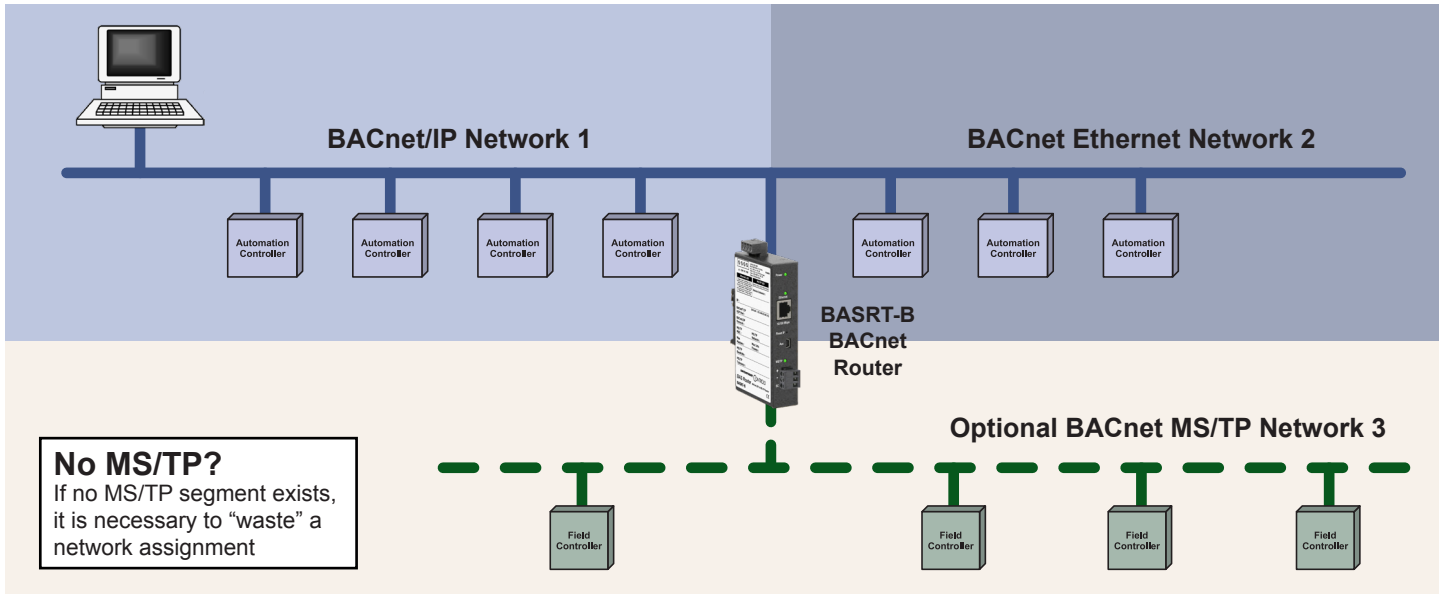 BACnet/IP Network 1
BACnet Ethernet Network 2
Automation
Controller
Automation
Controller
Automation
Controller
Automation
Controller
Automation
Controller
Automation
Controller
Automation
Controller
BASRT-B
BACnet
Router
Optional BACnet MS/TP Network 3
No MS/TP?
If no MS/TP segment exists,
it is necessary to “waste” a
network assignment
Field
Controller
Field
Controller
Field
Controller
Field
Controller